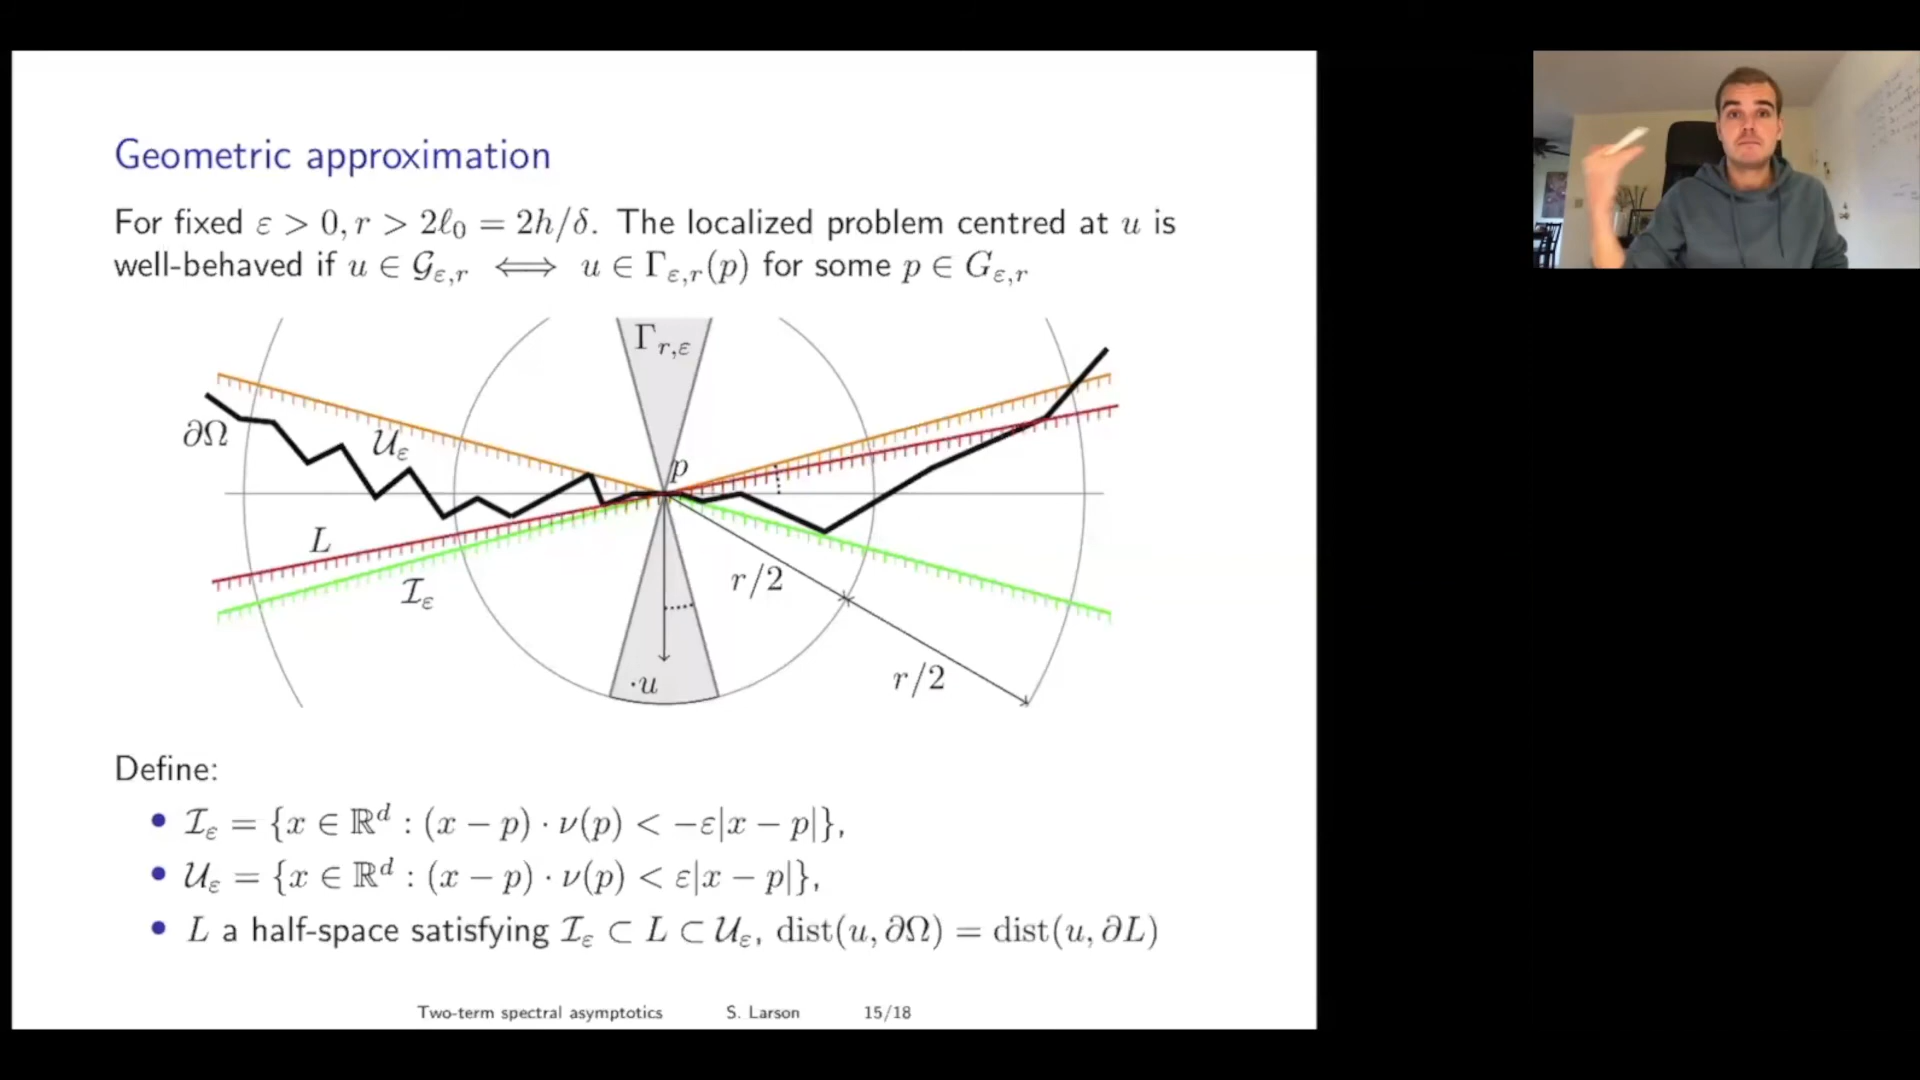 Geometric approximation
For fixed ε > 0, r > 2ℓ₀ = 2h/δ. The localized problem centred at u is
well-behaved if u ∈ 𝒢_{ε,r} ⟺ u ∈ Γ_{ε,r}(p) for some p ∈ G_{ε,r}
Γ_{r,ε}
∂Ω
𝒰_ε
p
L
ℐ_ε
r/2
·u
r/2
Define:
• ℐ_ε = {x ∈ ℝᵈ : (x − p) · ν(p) < −ε|x − p|},
• 𝒰_ε = {x ∈ ℝᵈ : (x − p) · ν(p) < ε|x − p|},
• L a half-space satisfying ℐ_ε ⊂ L ⊂ 𝒰_ε, dist(u, ∂Ω) = dist(u, ∂L)
Two-term spectral asymptotics S. Larson 15/18